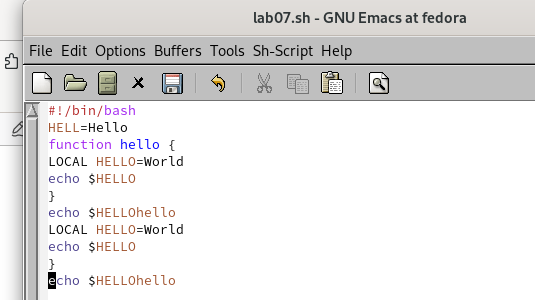 lab07.sh - GNU Emacs at fedora
File Edit Options Buffers Tools Sh-Script Help
#!/bin/bash
HELL=Hello
function hello {
LOCAL HELLO=World
echo $HELLO
}
echo $HELLOhello
LOCAL HELLO=World
echo $HELLO
}
echo $HELLOhello